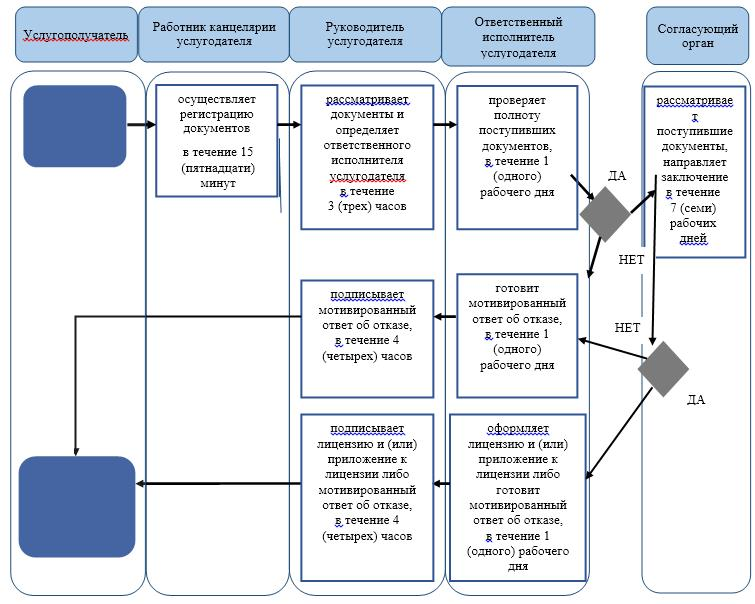 Услугополучатель
Работник канцелярии
услугодателя
Руководитель
услугодателя
Ответственный
исполнитель
услугодателя
Согласующий
орган
осуществляет
регистрацию
документов
в течение 15
(пятнадцати)
минут
рассматривает
документы и
определяет
ответственного
исполнителя
услугодателя
в течение
3 (трех) часов
проверяет
полноту
поступивших
документов,
в течение 1
(одного)
рабочего дня
ДА
рассматривае
т
поступившие
документы,
направляет
заключение
в течение
7 (семи)
рабочих
дней
НЕТ
подписывает
мотивированный
ответ об отказе,
в течение 4
(четырех) часов
готовит
мотивированный
ответ об отказе,
в течение 1
(одного)
рабочего дня
НЕТ
ДА
подписывает
лицензию и (или)
приложение к
лицензии либо
мотивированный
ответ об отказе,
в течение 4
(четырех) часов
оформляет
лицензию и (или)
приложение к
лицензии либо
готовит
мотивированный
ответ об отказе,
в течение 1
(одного) рабочего
дня